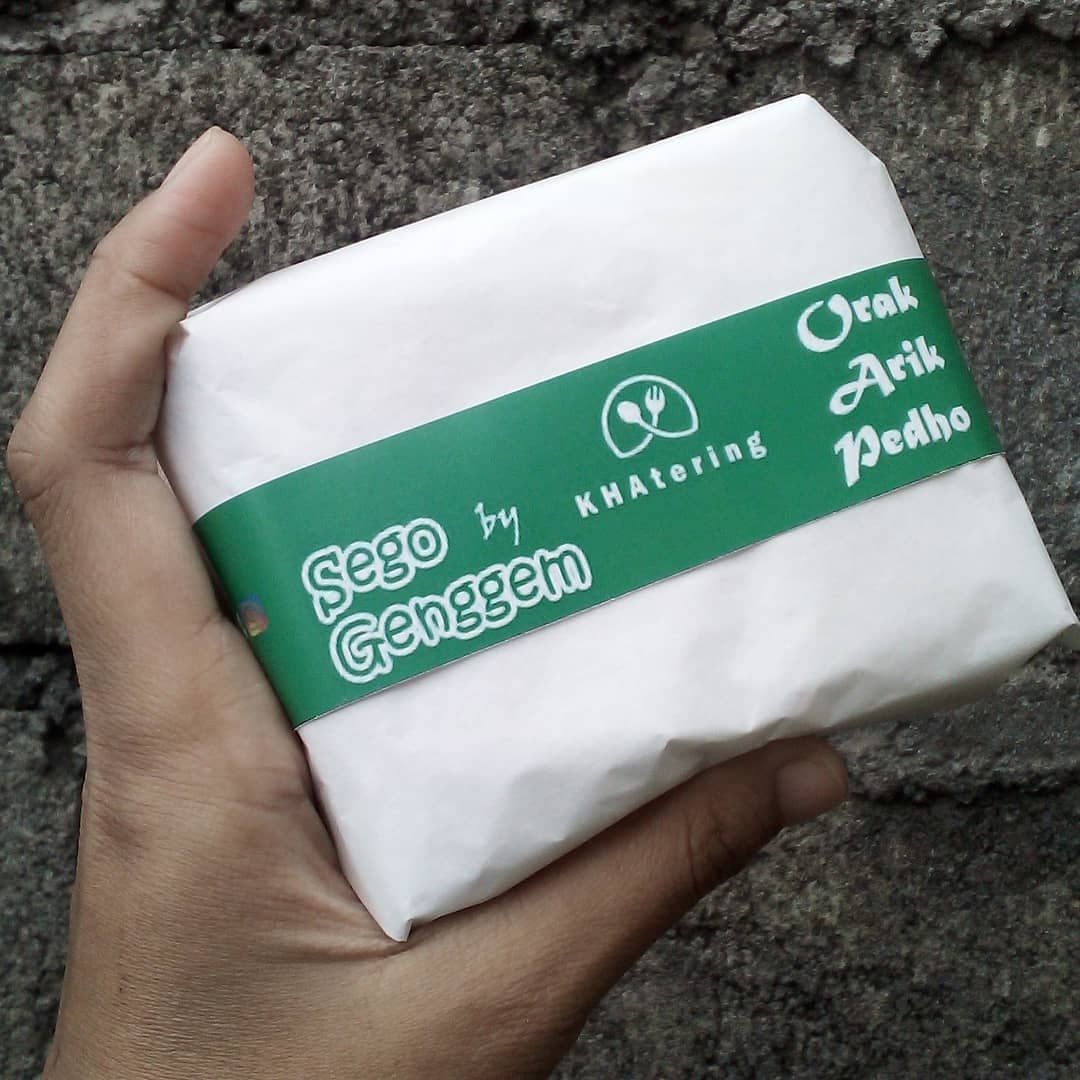 Sego
Genggem
by
KHAtering
Orak
Arik
Pedho